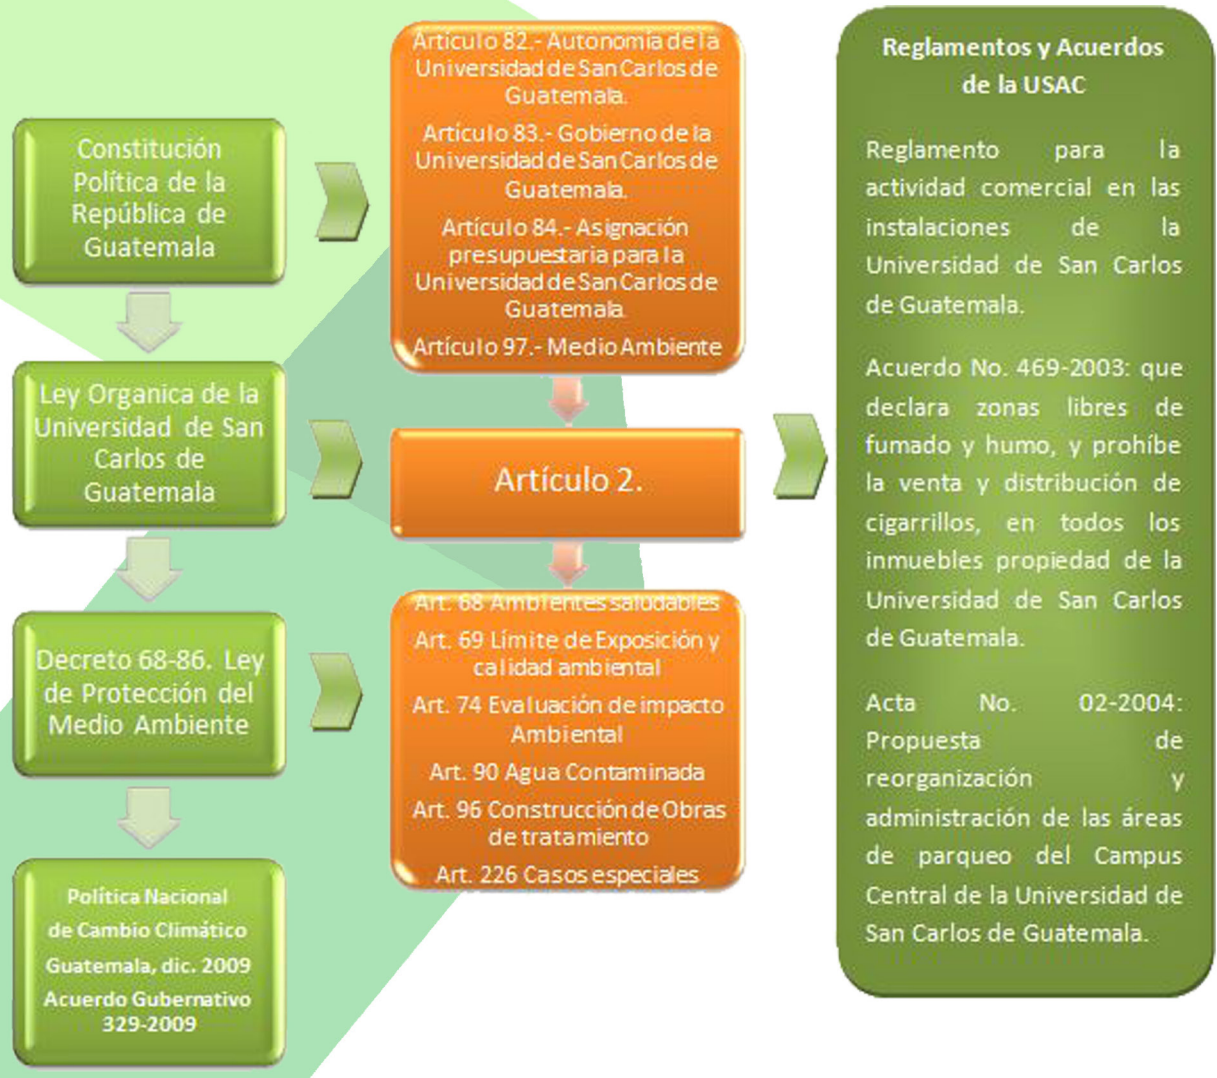 Constitución
Política de la
República de
Guatemala
Ley Organica de la
Universidad de San
Carlos de
Guatemala
Decreto 68-86. Ley
de Protección del
Medio Ambiente
Política Nacional
de Cambio Climático
Guatemala, dic. 2009
Acuerdo Gubernativo
329-2009
Artículo 82.- Autonomía de la
Universidad de San Carlos de
Guatemala.
Artículo 83.- Gobierno de la
Universidad de San Carlos de
Guatemala.
Artículo 84.- Asignación
presupuestaria para la
Universidad de San Carlos de
Guatemala.
Artículo 97.- Medio Ambiente
Artículo 2.
Art. 68 Ambientes saludables
Art. 69 Límite de Exposición y
calidad ambiental
Art. 74 Evaluación de impacto
Ambiental
Art. 90 Agua Contaminada
Art. 96 Construcción de Obras
de tratamiento
Art. 226 Casos especiales
Reglamentos y Acuerdos
de la USAC
Reglamento para la
actividad comercial en las
instalaciones de la
Universidad de San Carlos
de Guatemala.
Acuerdo No. 469-2003: que
declara zonas libres de
fumado y humo, y prohíbe
la venta y distribución de
cigarrillos, en todos los
inmuebles propiedad de la
Universidad de San Carlos
de Guatemala.
Acta No. 02-2004:
Propuesta de
reorganización y
administración de las áreas
de parqueo del Campus
Central de la Universidad de
San Carlos de Guatemala.